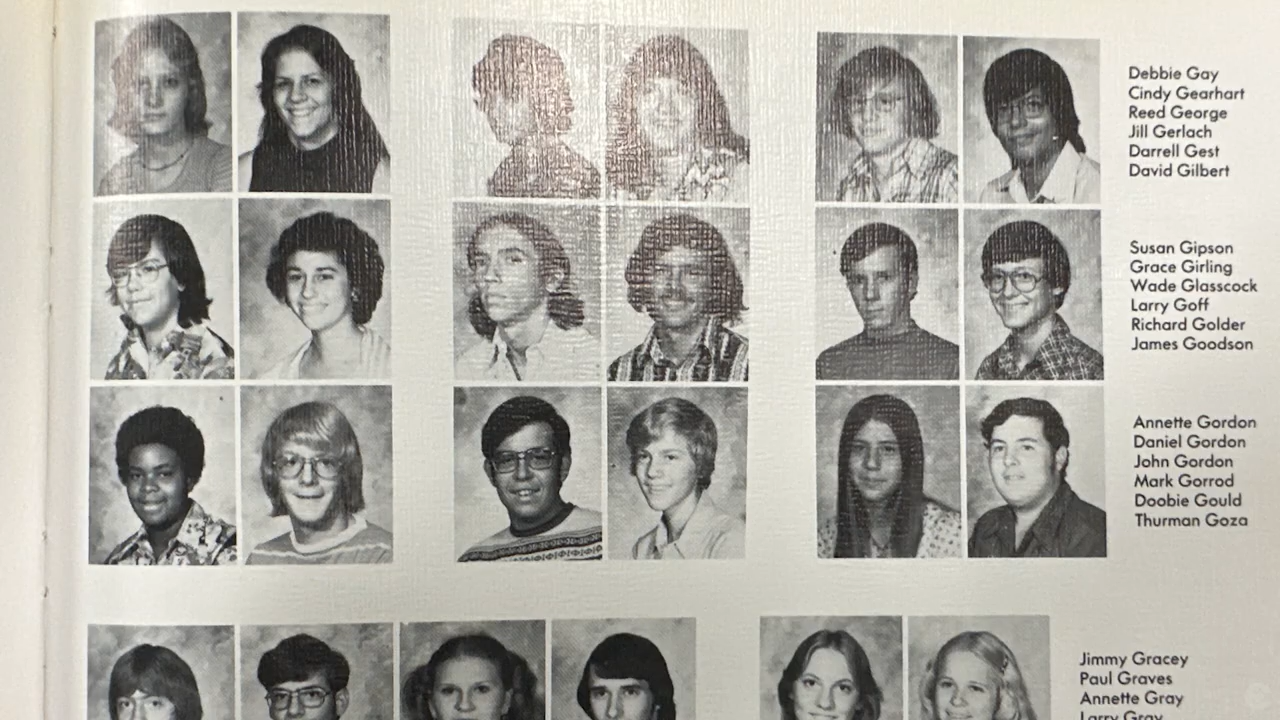 Debbie Gay
Cindy Gearhart
Reed George
Jill Gerlach
Darrell Gest
David Gilbert
Susan Gipson
Grace Girling
Wade Glasscock
Larry Goff
Richard Golder
James Goodson
Annette Gordon
Daniel Gordon
John Gordon
Mark Gorrod
Doobie Gould
Thurman Goza
Jimmy Gracey
Paul Graves
Annette Gray
Larry Gray